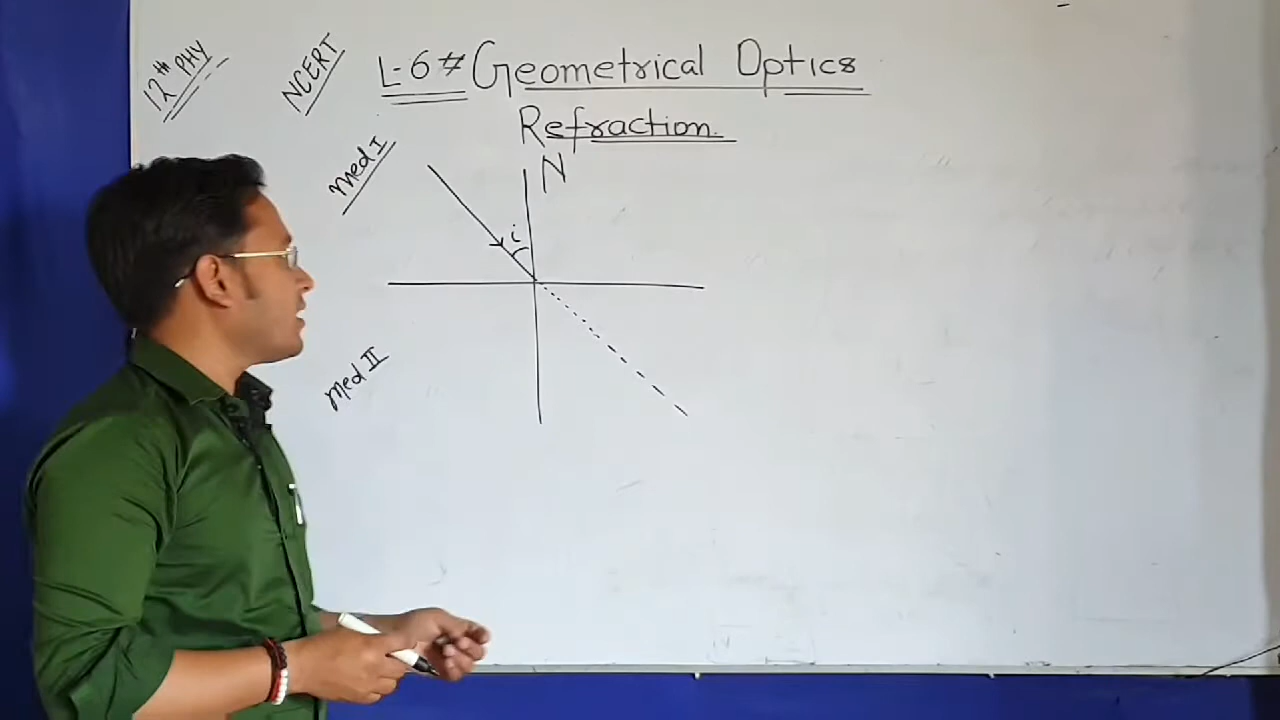 12th PHY
NCERT
L-6 # Geometrical Optics
Refraction.
Med I
N
i
Med II